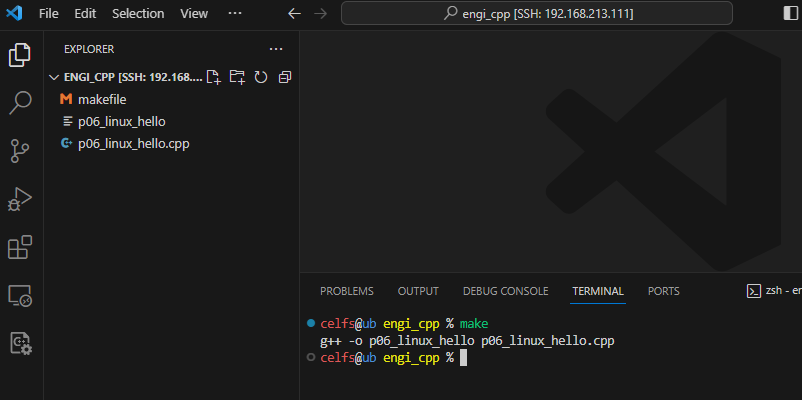 File Edit Selection View ··· engi_cpp [SSH: 192.168.213.111]
EXPLORER ···
ENGI_CPP [SSH: 192.168....
makefile
p06_linux_hello
p06_linux_hello.cpp
PROBLEMS OUTPUT DEBUG CONSOLE TERMINAL PORTS zsh - en
celfs@ub engi_cpp % make
g++ -o p06_linux_hello p06_linux_hello.cpp
celfs@ub engi_cpp %